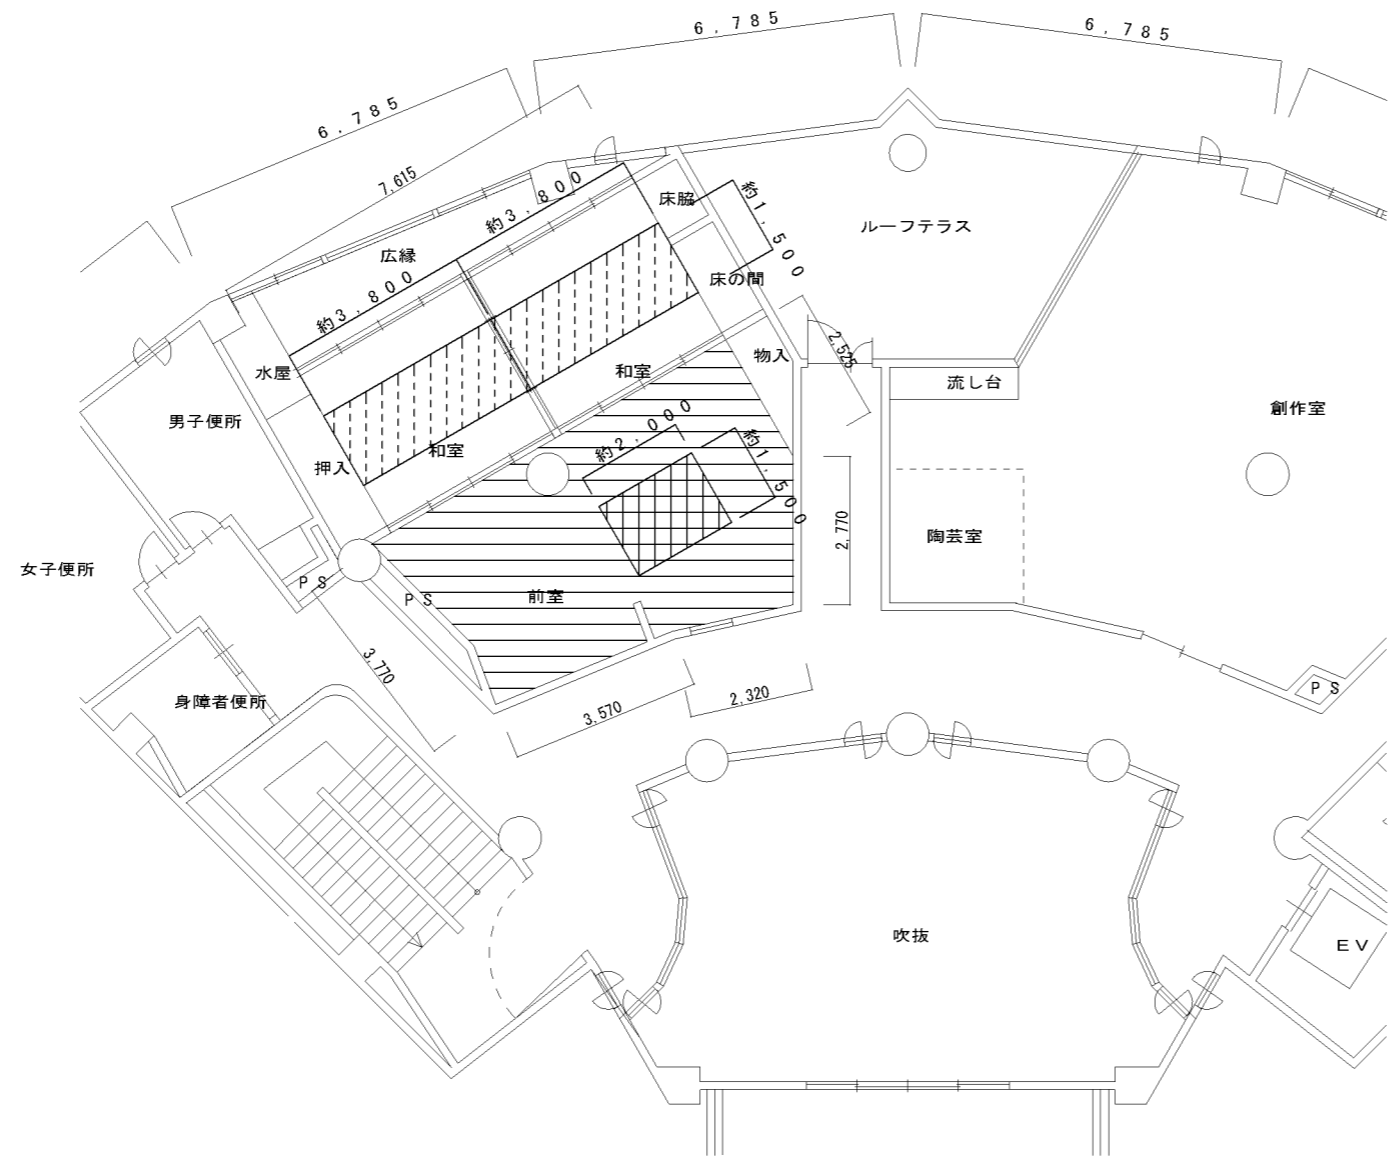 6,785
6,785
6,785
7,615
約3,800
床脇
約1,500
ルーフテラス
広縁
床の間
約3,800
2,525
物入
水屋
和室
流し台
創作室
男子便所
約2,000
和室
約1,500
押入
2,770
陶芸室
女子便所
PS
PS
前室
3,770
身障者便所
PS
2,320
3,570
吹抜
EV